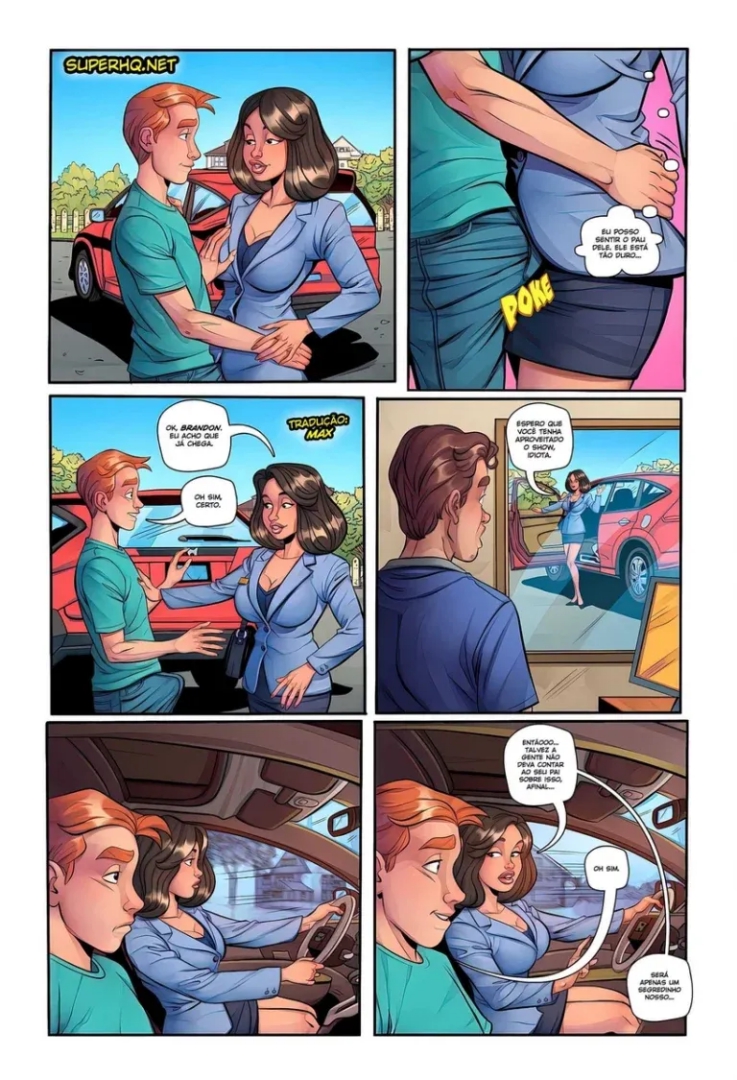 SUPERHQ.NET
EU POSSO
SENTIR O PAU
DELE. ELE ESTÁ
TÃO DURO...
POKE
OK, BRANDON.
EU ACHO QUE
JÁ CHEGA.
TRADUÇÃO:
MAX
OH SIM,
CERTO.
ESPERO QUE
VOCÊ TENHA
APROVEITADO
O SHOW,
IDIOTA.
ENTÃOOO...
TALVEZ A
GENTE NÃO
DEVA CONTAR
AO SEU PAI
SOBRE ISSO,
AFINAL...
OH SIM.
SERÁ
APENAS UM
SEGREDINHO
NOSSO...